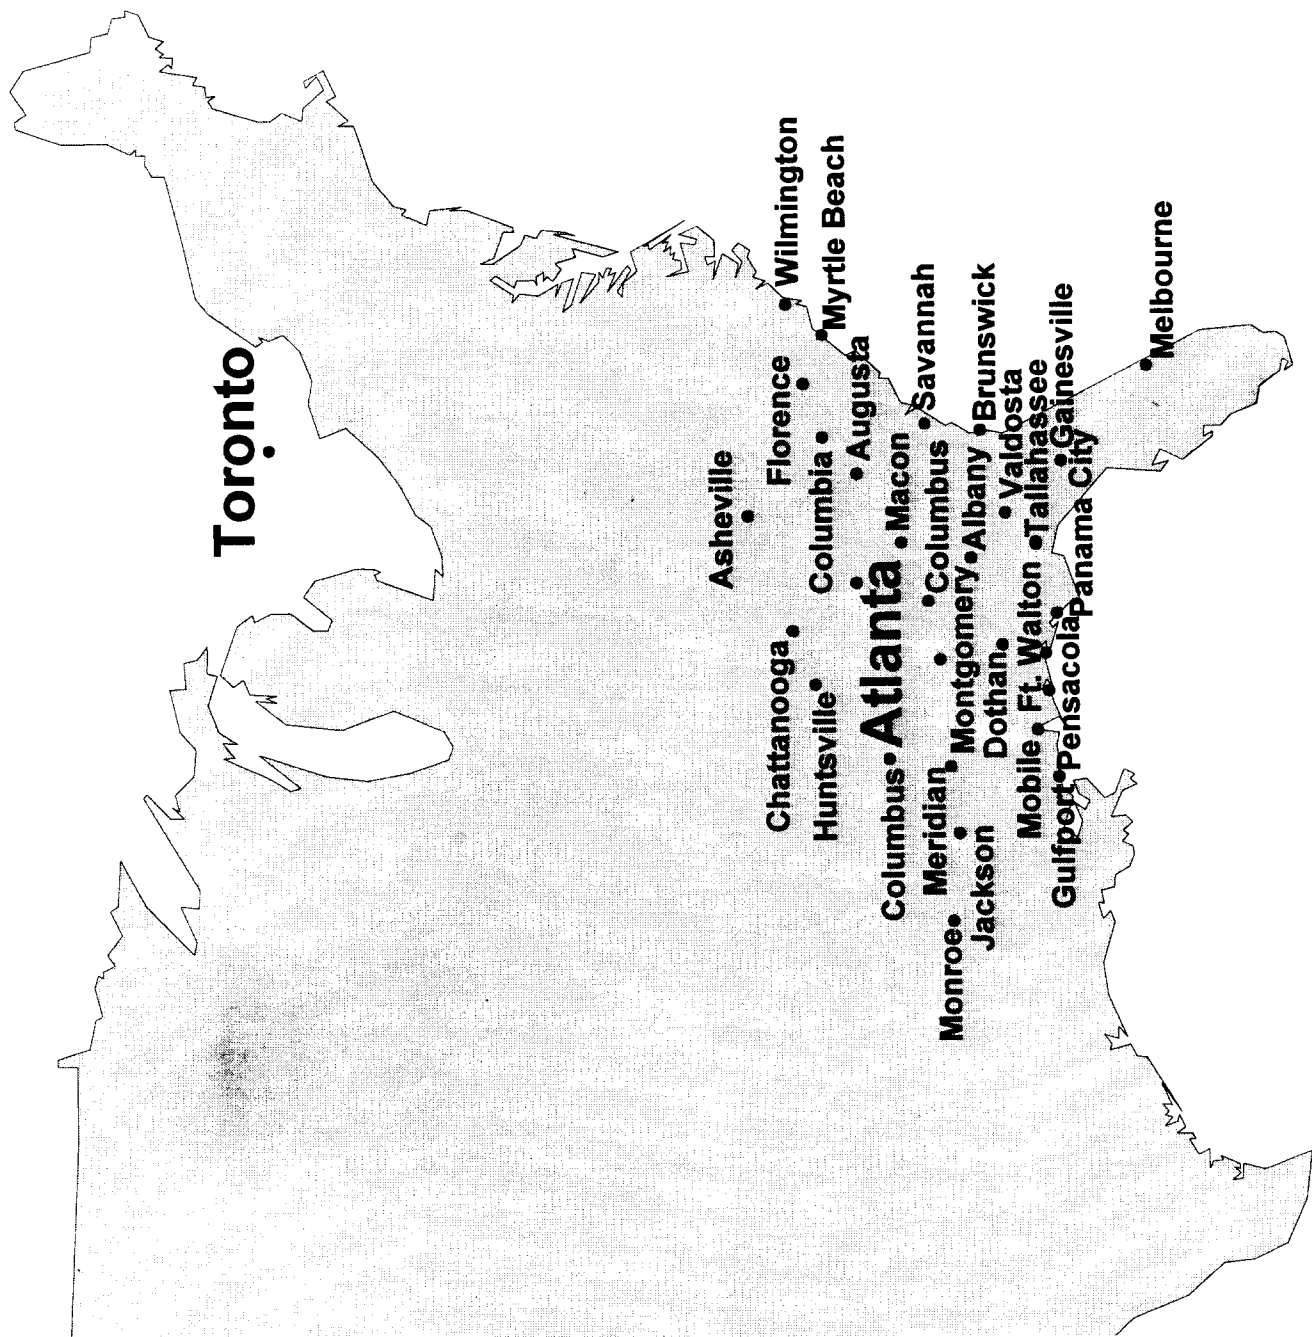 Toronto
Wilmington
Myrtle Beach
Asheville
Florence
Columbia
Augusta
Savannah
Chattanooga
Huntsville
Atlanta
Macon
Columbus
Brunswick
Columbus
Meridian
Montgomery
Albany
Valdosta
Monroe
Jackson
Dothan
Tallahassee
Gainesville
Mobile
Ft. Walton
Panama City
Gulfport
Pensacola
Melbourne